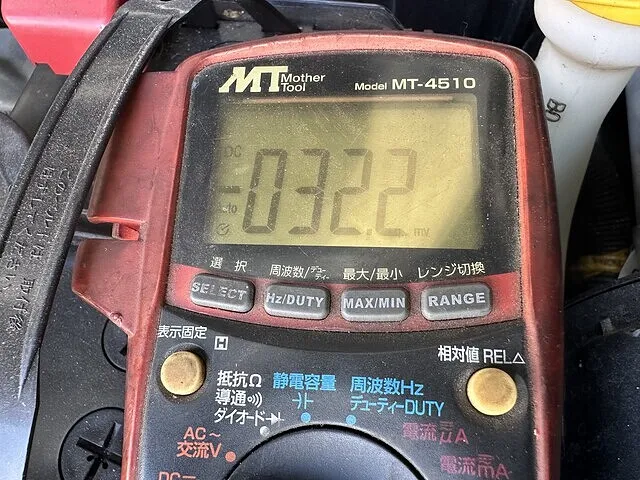 MT Mother Tool Model MT-4510
DC
-032.2
mV
選択 周波数/デューティー 最大/最小 レンジ切換
SELECT Hz/DUTY MAX/MIN RANGE
表示固定 H
相対値 REL△
抵抗Ω 静電容量 周波数Hz
導通 デューティーDUTY
ダイオード
電流μA
AC～
交流V
電流mA
DC